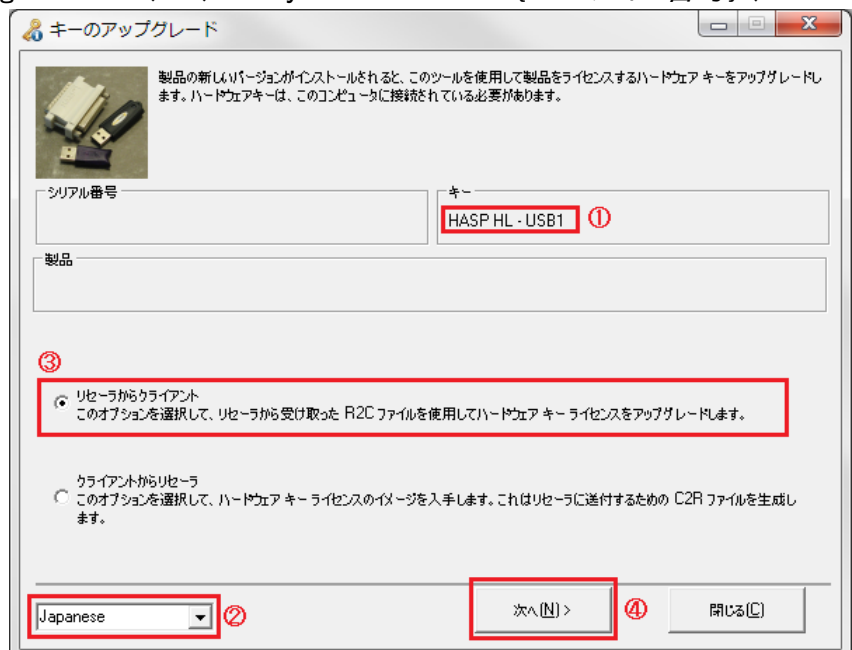 キーのアップグレード
製品の新しいバージョンがインストールされると、このツールを使用して製品をライセンスするハードウェア キーをアップグレードし
ます。ハードウェアキーは、このコンピュータに接続されている必要があります。
シリアル番号
キー
HASP HL - USB1
①
製品
③
リセーラからクライアント
このオプションを選択して、リセーラから受け取った R2C ファイルを使用してハードウェア キー ライセンスをアップグレードします。
クライアントからリセーラ
このオプションを選択して、ハードウェア キー ライセンスのイメージを入手します。これはリセーラに送付するための C2R ファイルを生成し
ます。
Japanese
②
次へ(N) >
④
閉じる(C)